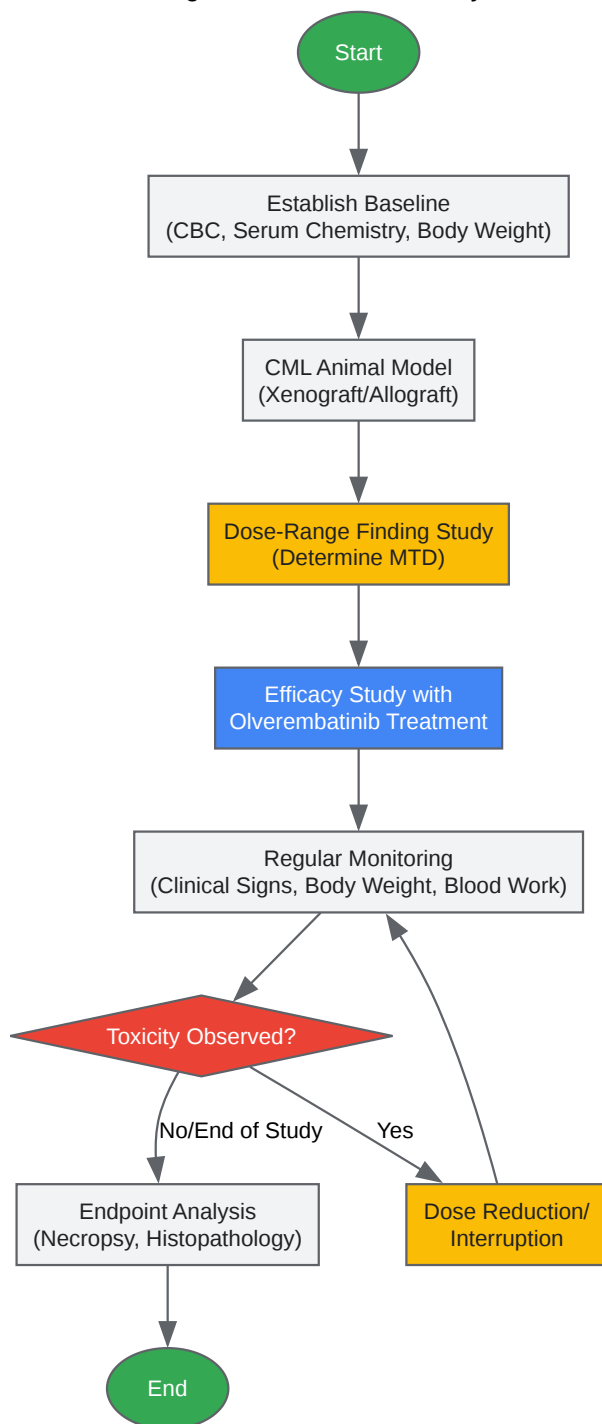 Start
Establish Baseline
(CBC, Serum Chemistry, Body Weight)
CML Animal Model
(Xenograft/Allograft)
Dose-Range Finding Study
(Determine MTD)
Efficacy Study with
Olverembatinib Treatment
Regular Monitoring
(Clinical Signs, Body Weight, Blood Work)
Toxicity Observed?
No/End of Study
Yes
Endpoint Analysis
(Necropsy, Histopathology)
Dose Reduction/
Interruption
End